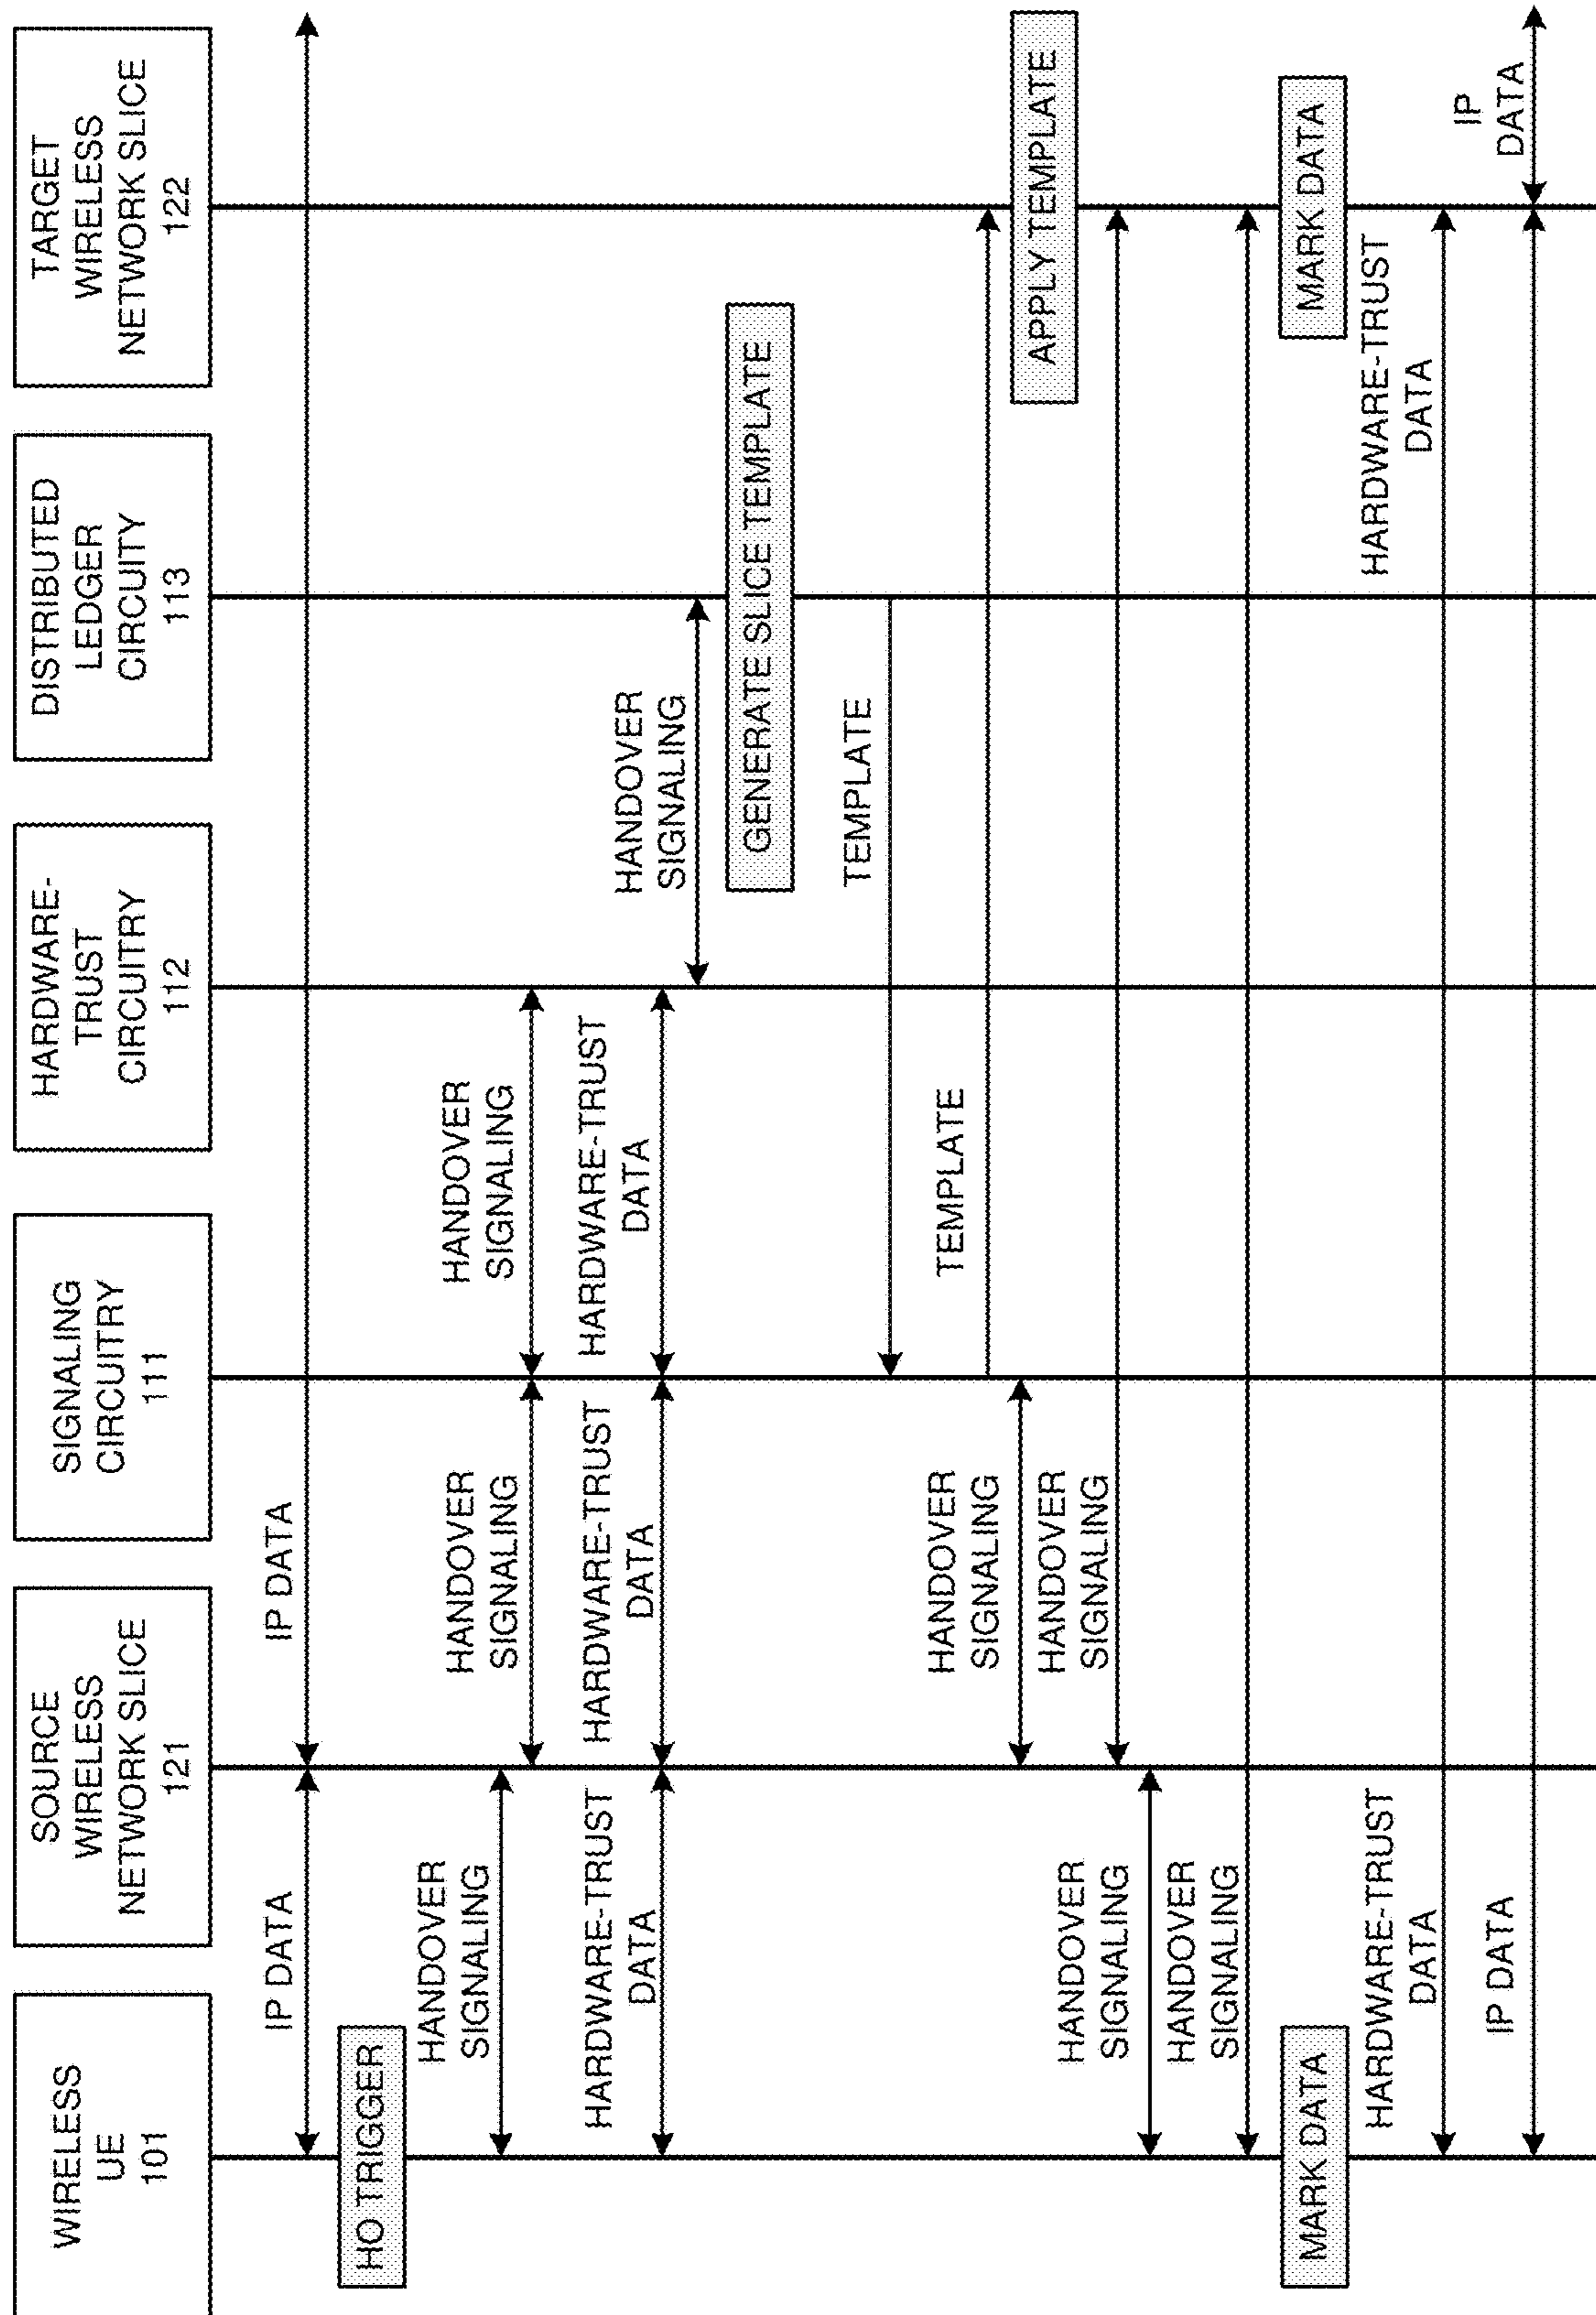 WIRELESS
UE
101
SOURCE
WIRELESS
NETWORK SLICE
121
SIGNALING
CIRCUITRY
111
HARDWARE-
TRUST
CIRCUITRY
112
DISTRIBUTED
LEDGER
CIRCUITY
113
TARGET
WIRELESS
NETWORK SLICE
122
IP DATA
IP DATA
HO TRIGGER
HANDOVER
SIGNALING
HANDOVER
SIGNALING
HANDOVER
SIGNALING
HARDWARE-TRUST
DATA
HARDWARE-TRUST
DATA
HARDWARE-TRUST
DATA
HANDOVER
SIGNALING
GENERATE SLICE TEMPLATE
TEMPLATE
TEMPLATE
HANDOVER
SIGNALING
APPLY TEMPLATE
HANDOVER
SIGNALING
HANDOVER
SIGNALING
HANDOVER
SIGNALING
MARK DATA
MARK DATA
HARDWARE-TRUST
DATA
HARDWARE-TRUST
DATA
IP DATA
IP
DATA